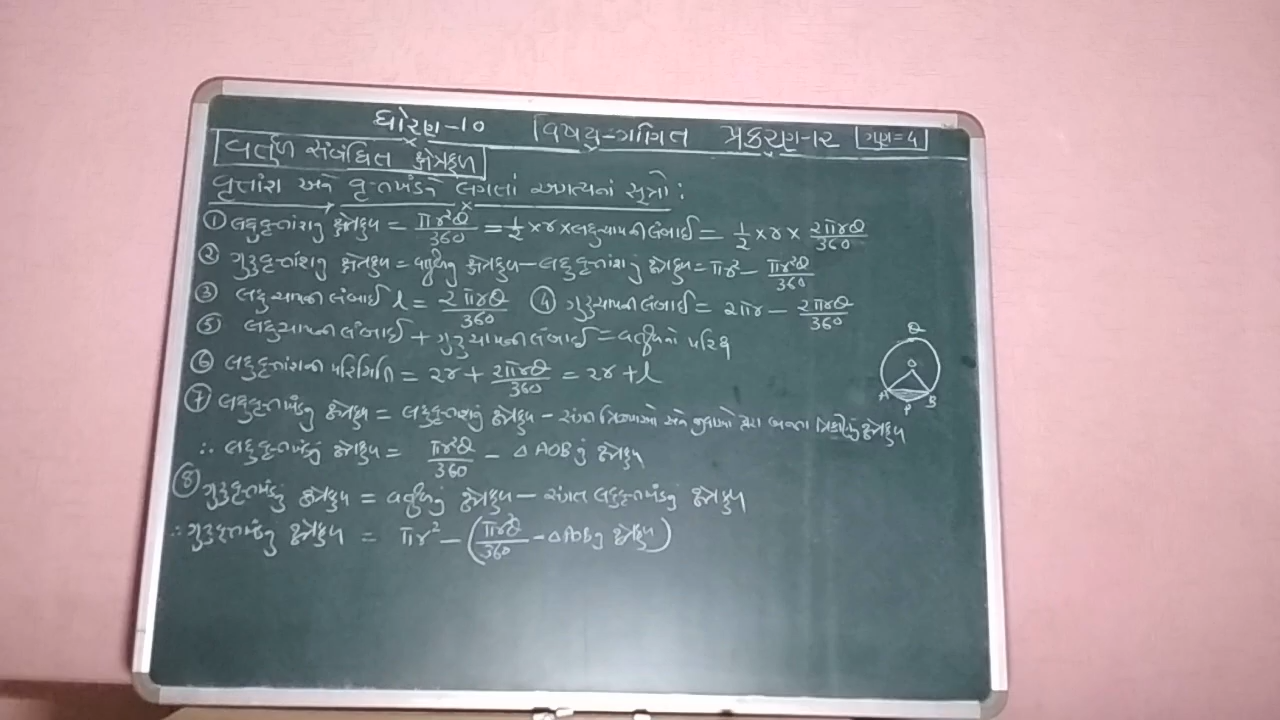 ધોરણ-૧૦ વિષય-ગણિત પ્રકરણ-૧૨ ગુણ=૫
વર્તુળ સંબંધિત ક્ષેત્રફળ
વૃત્તાંશ અને વૃત્તખંડને લગતાં અગત્યનાં સૂત્રો :
① લઘુવૃત્તાંશનું ક્ષેત્રફળ = πr²θ/360 = 1/2 × r × લઘુચાપની લંબાઈ = 1/2 × r × 2πrθ/360
② ગુરુવૃત્તાંશનું ક્ષેત્રફળ = વર્તુળનું ક્ષેત્રફળ - લઘુવૃત્તાંશનું ક્ષેત્રફળ = πr² - πr²θ/360
③ લઘુચાપની લંબાઈ l = 2πrθ/360 ④ ગુરુચાપની લંબાઈ = 2πr - 2πrθ/360
⑤ લઘુચાપની લંબાઈ + ગુરુચાપની લંબાઈ = વર્તુળનો પરિઘ
⑥ લઘુવૃત્તાંશની પરિમિતિ = 2r + 2πrθ/360 = 2r + l
⑦ લઘુવૃત્તખંડનું ક્ષેત્રફળ = લઘુવૃત્તાંશનું ક્ષેત્રફળ - સંગત ત્રિજ્યાઓ અને જીવાઓ દ્વારા બનતા ત્રિકોણનું ક્ષેત્રફળ
∴ લઘુવૃત્તખંડનું ક્ષેત્રફળ = πr²θ/360 - △AOBનું ક્ષેત્રફળ
⑧ ગુરુવૃત્તખંડનું ક્ષેત્રફળ = વર્તુળનું ક્ષેત્રફળ - સંગત લઘુવૃત્તખંડનું ક્ષેત્રફળ
∴ ગુરુવૃત્તખંડનું ક્ષેત્રફળ = πr² - (πr²θ/360 - △AOBનું ક્ષેત્રફળ)
Q
O
A P B